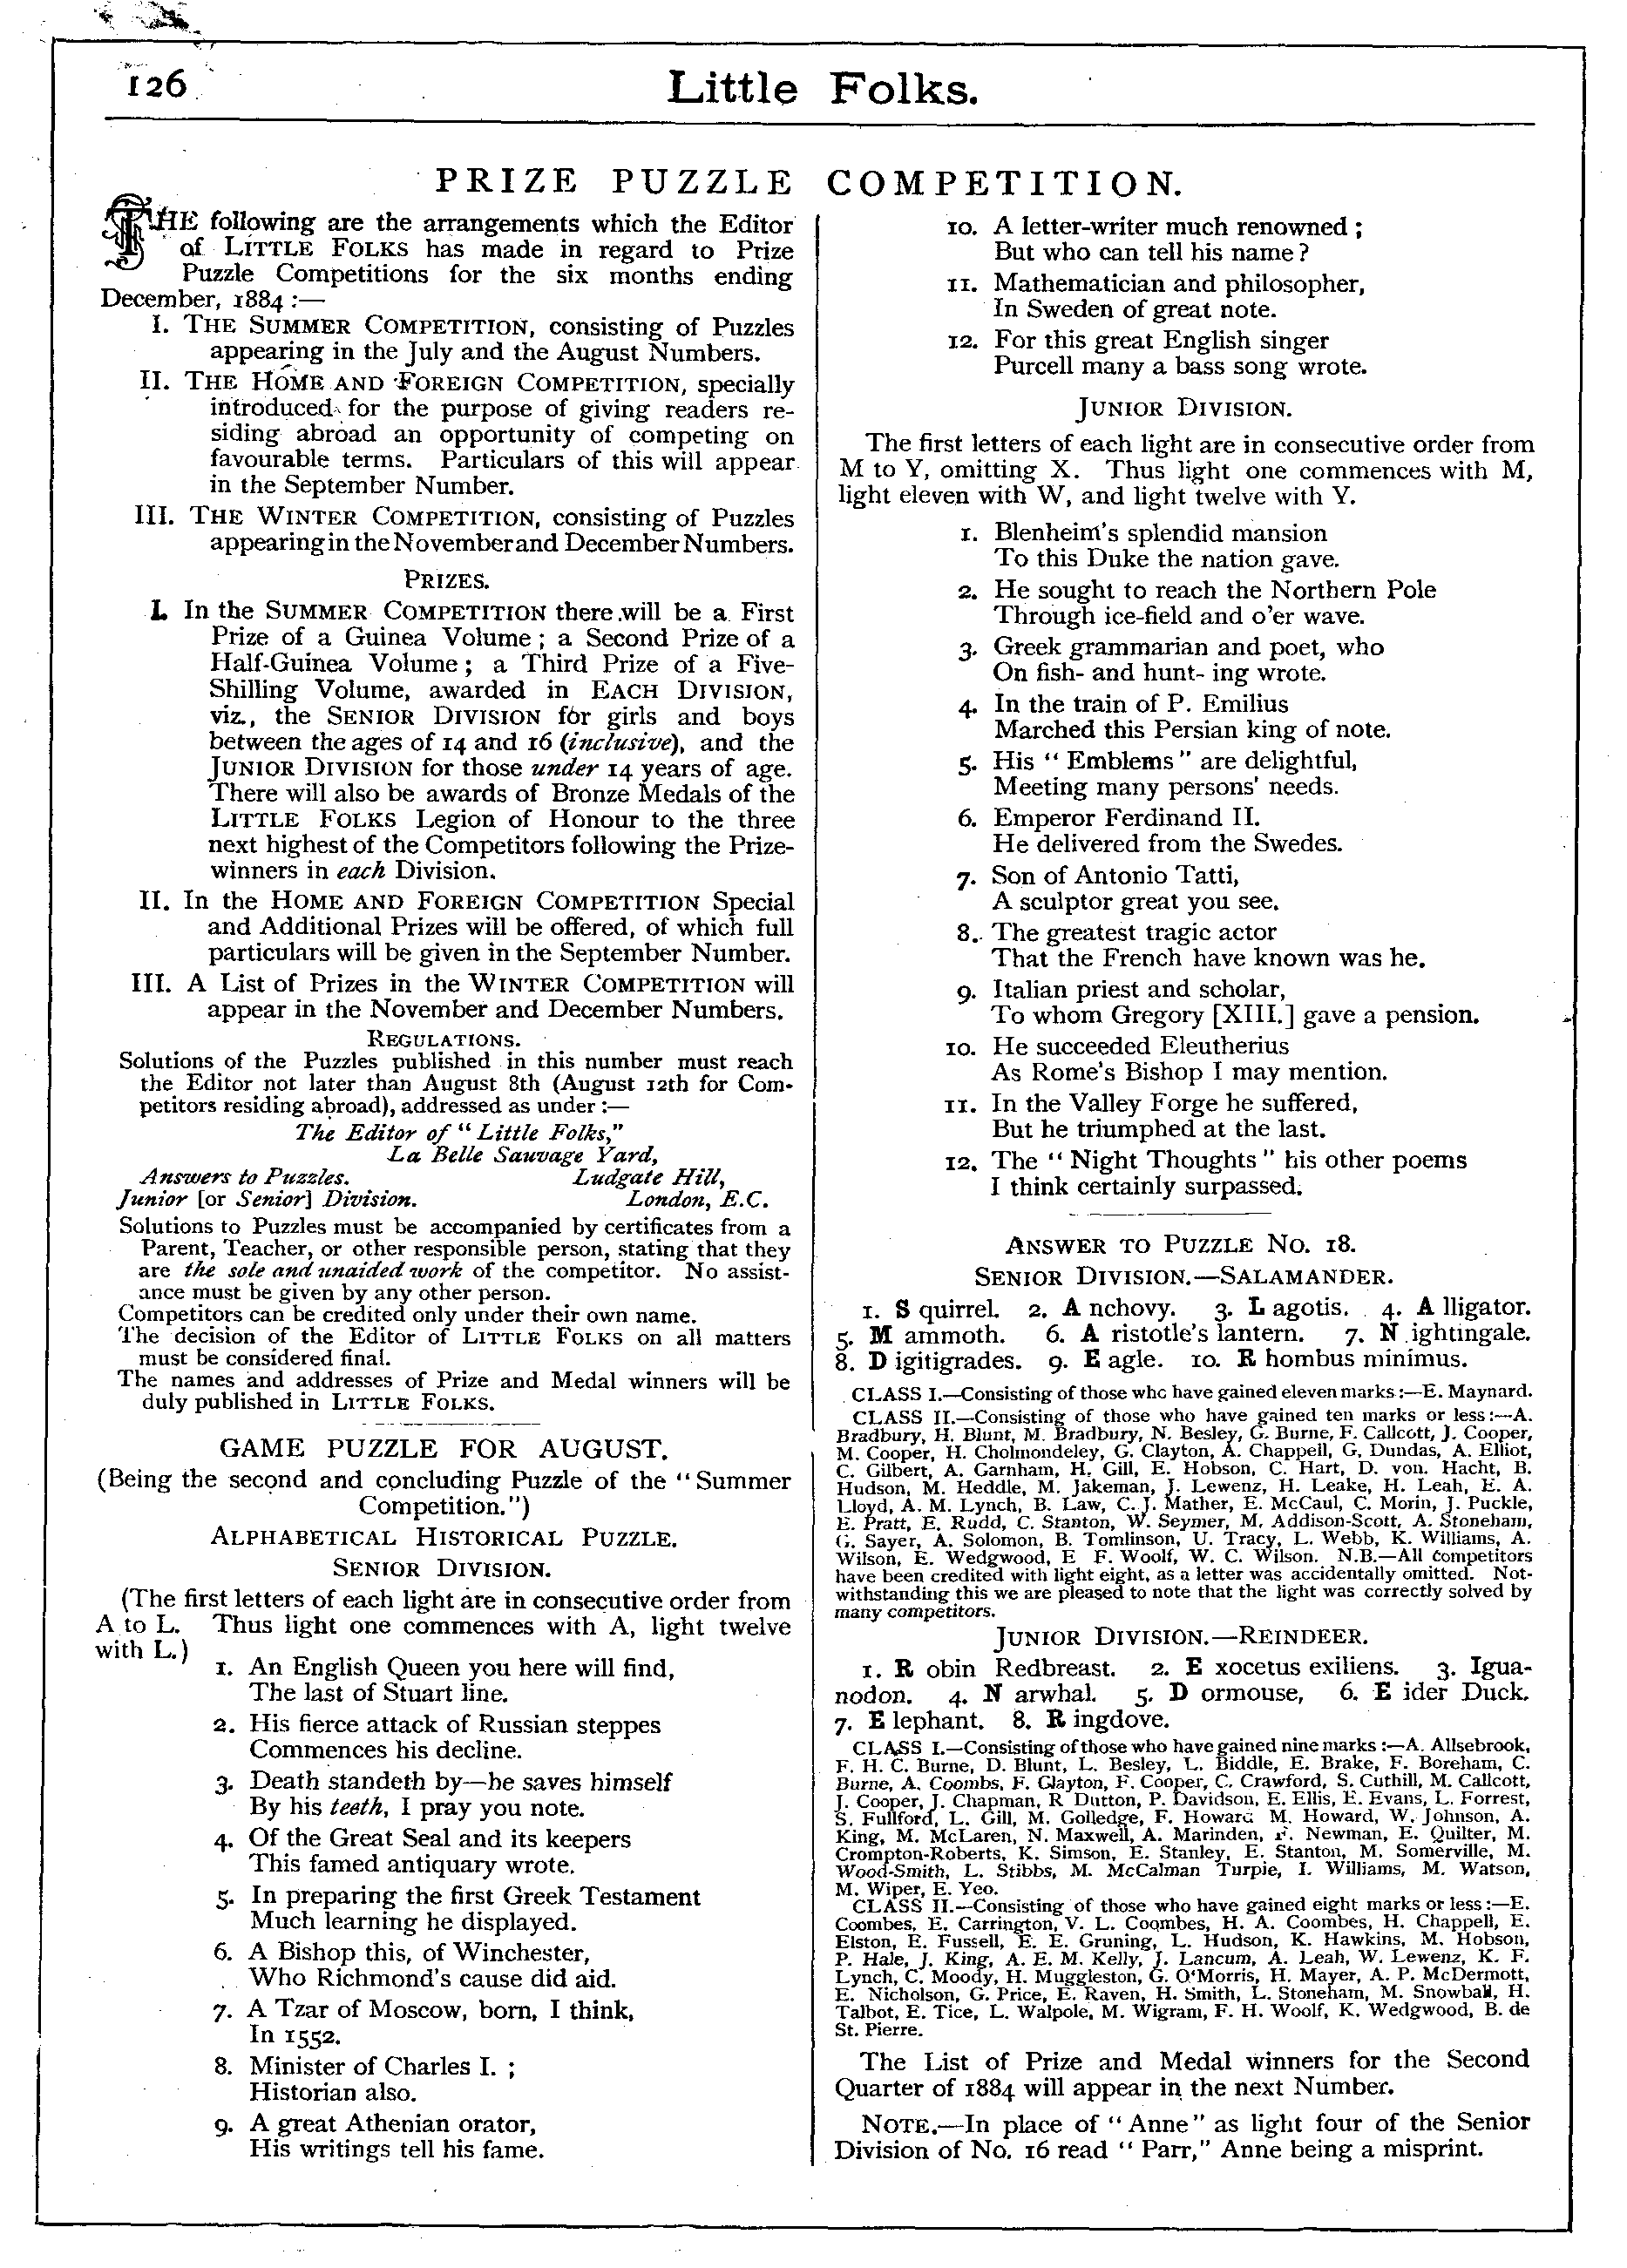 126
Little Folks.
PRIZE PUZZLE COMPETITION.
THE following are the arrangements which the Editor
of LITTLE FOLKS has made in regard to Prize
Puzzle Competitions for the six months ending
December, 1884 :—
I. THE SUMMER COMPETITION, consisting of Puzzles
appearing in the July and the August Numbers.
II. THE HOME AND FOREIGN COMPETITION, specially
introduced for the purpose of giving readers re-
siding abroad an opportunity of competing on
favourable terms. Particulars of this will appear
in the September Number.
III. THE WINTER COMPETITION, consisting of Puzzles
appearing in the November and December Numbers.
PRIZES.
I. In the SUMMER COMPETITION there will be a First
Prize of a Guinea Volume ; a Second Prize of a
Half-Guinea Volume ; a Third Prize of a Five-
Shilling Volume, awarded in EACH DIVISION,
viz., the SENIOR DIVISION for girls and boys
between the ages of 14 and 16 (inclusive), and the
JUNIOR DIVISION for those under 14 years of age.
There will also be awards of Bronze Medals of the
LITTLE FOLKS Legion of Honour to the three
next highest of the Competitors following the Prize-
winners in each Division.
II. In the HOME AND FOREIGN COMPETITION Special
and Additional Prizes will be offered, of which full
particulars will be given in the September Number.
III. A List of Prizes in the WINTER COMPETITION will
appear in the November and December Numbers.
REGULATIONS.
Solutions of the Puzzles published in this number must reach
the Editor not later than August 8th (August 12th for Com-
petitors residing abroad), addressed as under :—
The Editor of "Little Folks,"
La Belle Sauvage Yard,
Answers to Puzzles. Ludgate Hill,
Junior [or Senior] Division. London, E.C.
Solutions to Puzzles must be accompanied by certificates from a
Parent, Teacher, or other responsible person, stating that they
are the sole and unaided work of the competitor. No assist-
ance must be given by any other person.
Competitors can be credited only under their own name.
The decision of the Editor of LITTLE FOLKS on all matters
must be considered final.
The names and addresses of Prize and Medal winners will be
duly published in LITTLE FOLKS.
GAME PUZZLE FOR AUGUST.
(Being the second and concluding Puzzle of the "Summer
Competition.")
ALPHABETICAL HISTORICAL PUZZLE.
SENIOR DIVISION.
(The first letters of each light are in consecutive order from
A to L. Thus light one commences with A, light twelve
with L.)
1. An English Queen you here will find,
The last of Stuart line.
2. His fierce attack of Russian steppes
Commences his decline.
3. Death standeth by—he saves himself
By his teeth, I pray you note.
4. Of the Great Seal and its keepers
This famed antiquary wrote.
5. In preparing the first Greek Testament
Much learning he displayed.
6. A Bishop this, of Winchester,
Who Richmond's cause did aid.
7. A Tzar of Moscow, born, I think,
In 1552.
8. Minister of Charles I. ;
Historian also.
9. A great Athenian orator,
His writings tell his fame.
10. A letter-writer much renowned ;
But who can tell his name ?
11. Mathematician and philosopher,
In Sweden of great note.
12. For this great English singer
Purcell many a bass song wrote.
JUNIOR DIVISION.
The first letters of each light are in consecutive order from
M to Y, omitting X. Thus light one commences with M,
light eleven with W, and light twelve with Y.
1. Blenheim's splendid mansion
To this Duke the nation gave.
2. He sought to reach the Northern Pole
Through ice-field and o'er wave.
3. Greek grammarian and poet, who
On fish- and hunt- ing wrote.
4. In the train of P. Emilius
Marched this Persian king of note.
5. His "Emblems" are delightful,
Meeting many persons' needs.
6. Emperor Ferdinand II.
He delivered from the Swedes.
7. Son of Antonio Tatti,
A sculptor great you see.
8. The greatest tragic actor
That the French have known was he.
9. Italian priest and scholar,
To whom Gregory [XIII.] gave a pension.
10. He succeeded Eleutherius
As Rome's Bishop I may mention.
11. In the Valley Forge he suffered,
But he triumphed at the last.
12. The "Night Thoughts" his other poems
I think certainly surpassed.
ANSWER TO PUZZLE NO. 18.
SENIOR DIVISION.—SALAMANDER.
1. S quirrel. 2. A nchovy. 3. L agotis. 4. A lligator.
5. M ammoth. 6. A ristotle's lantern. 7. N ightingale.
8. D igitigrades. 9. E agle. 10. R hombus minimus.
CLASS I.—Consisting of those who have gained eleven marks :—E. Maynard.
CLASS II.—Consisting of those who have gained ten marks or less :—A.
Bradbury, H. Blunt, M. Bradbury, N. Besley, G. Burne, F. Callcott, J. Cooper,
M. Cooper, H. Cholmondeley, G. Clayton, A. Chappell, G. Dundas, A. Elliot,
C. Gilbert, A. Garnham, H. Gill, E. Hobson, C. Hart, D. von. Hacht, B.
Hudson, M. Heddle, M. Jakeman, J. Lewenz, H. Leake, H. Leah, E. A.
Lloyd, A. M. Lynch, B. Law, C. J. Mather, E. McCaul, C. Morin, J. Puckle,
E. Pratt, E. Rudd, C. Stanton, W. Seymer, M. Addison-Scott, A. Stoneham,
G. Sayer, A. Solomon, B. Tomlinson, U. Tracy, L. Webb, K. Williams, A.
Wilson, E. Wedgwood, E F. Woolf, W. C. Wilson. N.B.—All Competitors
have been credited with light eight, as a letter was accidentally omitted. Not-
withstanding this we are pleased to note that the light was correctly solved by
many competitors.
JUNIOR DIVISION.—REINDEER.
1. R obin Redbreast. 2. E xocetus exiliens. 3. Igua-
nodon. 4. N arwhal. 5. D ormouse, 6. E ider Duck.
7. E lephant. 8. R ingdove.
CLASS I.—Consisting of those who have gained nine marks :—A. Allsebrook,
F. H. C. Burne, D. Blunt, L. Besley, L. Biddle, E. Brake, F. Boreham, C.
Burne, A. Coombs, F. Clayton, F. Cooper, C. Crawford, S. Cuthill, M. Callcott,
J. Cooper, J. Chapman, R Dutton, P. Davidson, E. Ellis, E. Evans, L. Forrest,
S. Fullford, L. Gill, M. Golledge, F. Howard M. Howard, W. Johnson, A.
King, M. McLaren, N. Maxwell, A. Marinden, F. Newman, E. Quilter, M.
Crompton-Roberts, K. Simson, E. Stanley, E. Stanton, M. Somerville, M.
Wood-Smith, L. Stibbs, M. McCalman Turpie, I. Williams, M. Watson,
M. Wiper, E. Yeo.
CLASS II.—Consisting of those who have gained eight marks or less :—E.
Coombes, E. Carrington, V. L. Coombes, H. A. Coombes, H. Chappell, E.
Elston, E. Fussell, E. E. Gruning, L. Hudson, K. Hawkins, M. Hobson,
P. Hale, J. King, A. E. M. Kelly, J. Lancum, A. Leah, W. Lewenz, K. F.
Lynch, C. Moody, H. Muggleston, G. O'Morris, H. Mayer, A. P. McDermott,
E. Nicholson, G. Price, E. Raven, H. Smith, L. Stoneham, M. Snowball, H.
Talbot, E. Tice, L. Walpole, M. Wigram, F. H. Woolf, K. Wedgwood, B. de
St. Pierre.
The List of Prize and Medal winners for the Second
Quarter of 1884 will appear in the next Number.
NOTE.—In place of "Anne" as light four of the Senior
Division of No. 16 read "Parr," Anne being a misprint.